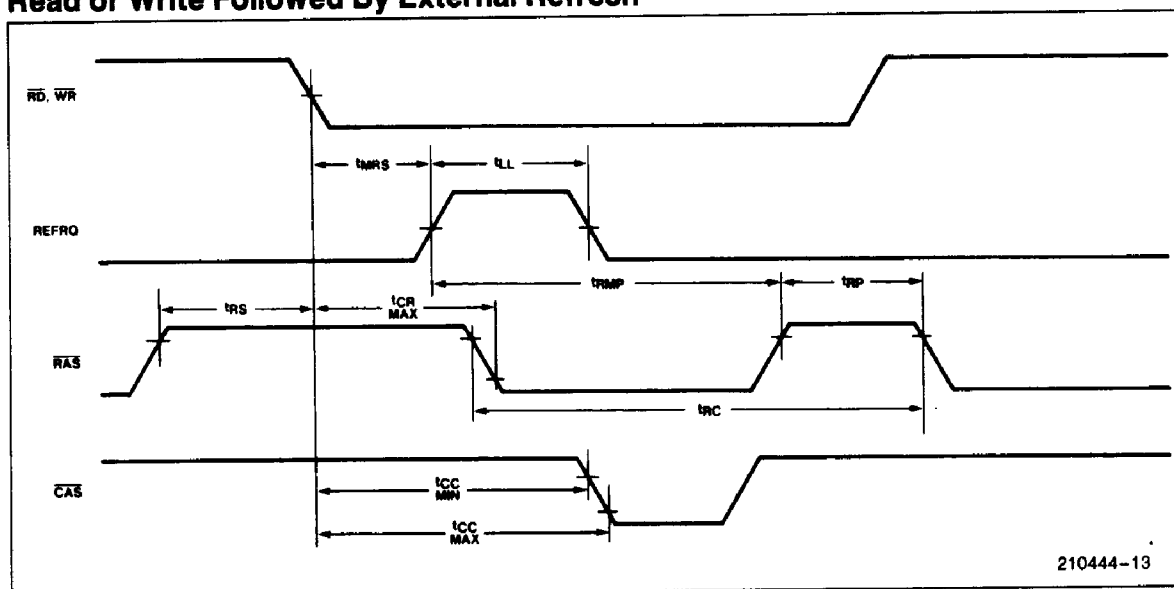 Read or Write Followed By External Refresh
RD, WR
tMRS
tLL
REFRQ
tRMP
tRP
tRS
tCR
MAX
RAS
tRC
CAS
tCC
MIN
tCC
MAX
210444-13